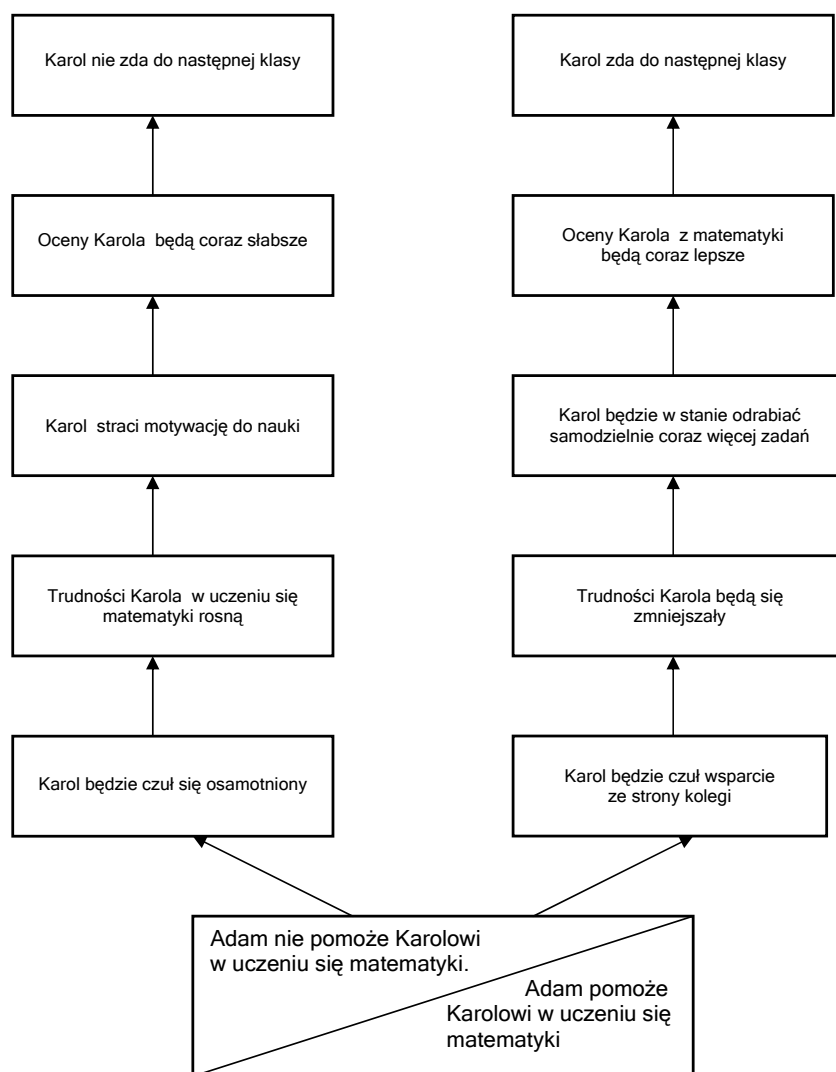 Karol nie zda do następnej klasy
Karol zda do następnej klasy
Oceny Karola będą coraz słabsze
Oceny Karola z matematyki
będą coraz lepsze
Karol straci motywację do nauki
Karol będzie w stanie odrabiać
samodzielnie coraz więcej zadań
Trudności Karola w uczeniu się
matematyki rosną
Trudności Karola będą się
zmniejszały
Karol będzie czuł się osamotniony
Karol będzie czuł wsparcie
ze strony kolegi
Adam nie pomoże Karolowi
w uczeniu się matematyki.
Adam pomoże
Karolowi w uczeniu się
matematyki